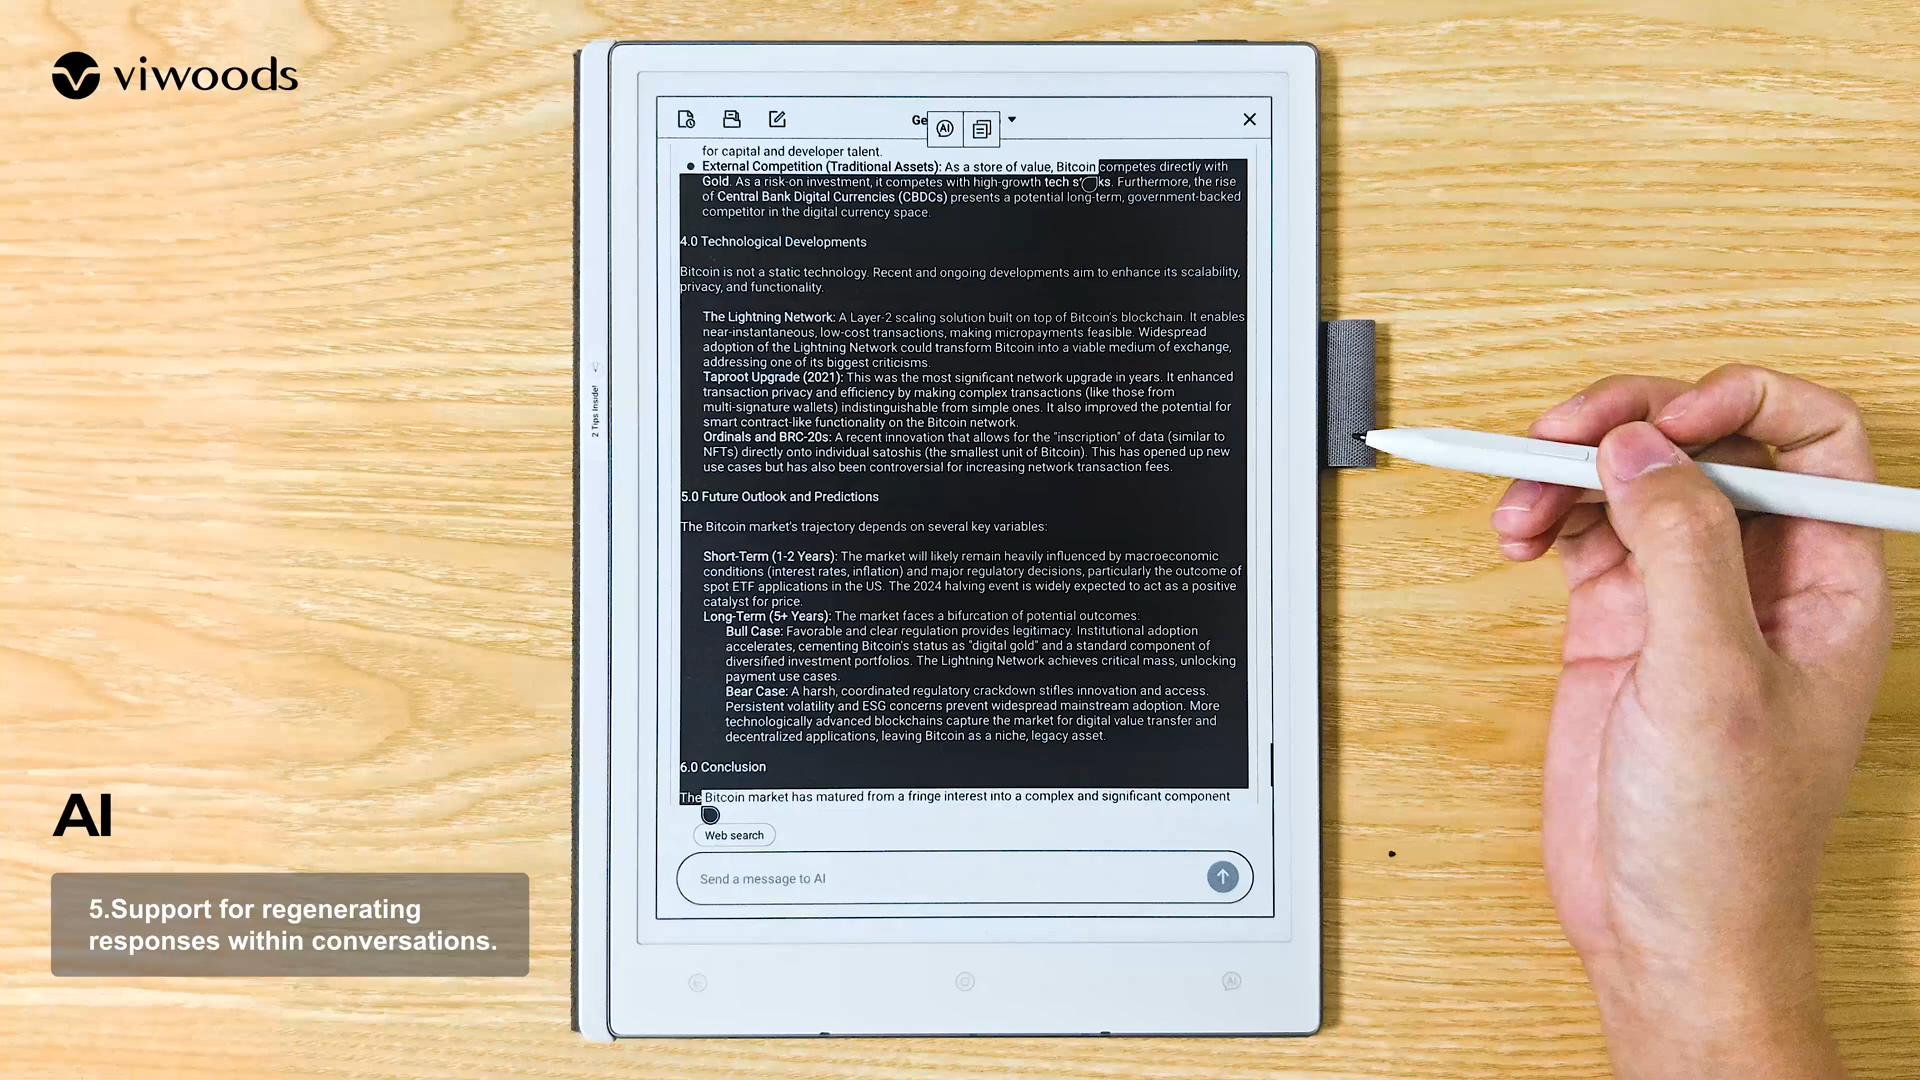 viwoods
Ge
AI
for capital and developer talent.
● External Competition (Traditional Assets): As a store of value, Bitcoin competes directly with
Gold. As a risk-on investment, it competes with high-growth tech s ks. Furthermore, the rise
of Central Bank Digital Currencies (CBDCs) presents a potential long-term, government-backed
competitor in the digital currency space.
4.0 Technological Developments
Bitcoin is not a static technology. Recent and ongoing developments aim to enhance its scalability,
privacy, and functionality.
The Lightning Network: A Layer-2 scaling solution built on top of Bitcoin's blockchain. It enables
near-instantaneous, low-cost transactions, making micropayments feasible. Widespread
adoption of the Lightning Network could transform Bitcoin into a viable medium of exchange,
addressing one of its biggest criticisms.
Taproot Upgrade (2021): This was the most significant network upgrade in years. It enhanced
transaction privacy and efficiency by making complex transactions (like those from
multi-signature wallets) indistinguishable from simple ones. It also improved the potential for
smart contract-like functionality on the Bitcoin network.
Ordinals and BRC-20s: A recent innovation that allows for the "inscription" of data (similar to
NFTs) directly onto individual satoshis (the smallest unit of Bitcoin). This has opened up new
use cases but has also been controversial for increasing network transaction fees.
5.0 Future Outlook and Predictions
The Bitcoin market's trajectory depends on several key variables:
Short-Term (1-2 Years): The market will likely remain heavily influenced by macroeconomic
conditions (interest rates, inflation) and major regulatory decisions, particularly the outcome of
spot ETF applications in the US. The 2024 halving event is widely expected to act as a positive
catalyst for price.
Long-Term (5+ Years): The market faces a bifurcation of potential outcomes:
Bull Case: Favorable and clear regulation provides legitimacy. Institutional adoption
accelerates, cementing Bitcoin's status as "digital gold" and a standard component of
diversified investment portfolios. The Lightning Network achieves critical mass, unlocking
payment use cases.
Bear Case: A harsh, coordinated regulatory crackdown stifles innovation and access.
Persistent volatility and ESG concerns prevent widespread mainstream adoption. More
technologically advanced blockchains capture the market for digital value transfer and
decentralized applications, leaving Bitcoin as a niche, legacy asset.
6.0 Conclusion
The Bitcoin market has matured from a fringe interest into a complex and significant component
Web search
Send a message to AI
2 Tips Inside!
AI
AI
5.Support for regenerating
responses within conversations.